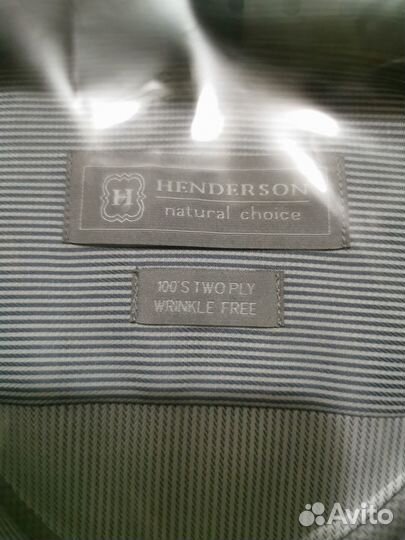 H HENDERSON
natural choice
100'S TWO PLY
WRINKLE FREE
Avito